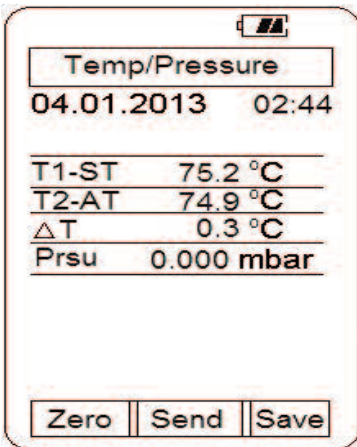 Temp/Pressure
04.01.2013 02:44
T1-ST 75.2 °C
T2-AT 74.9 °C
△T 0.3 °C
Prsu 0.000 mbar
Zero Send Save